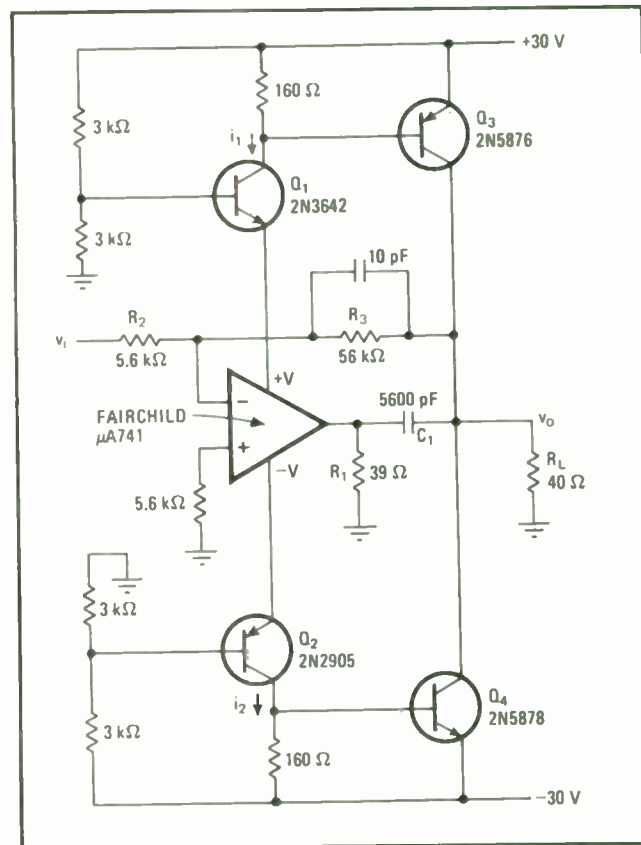 +30 V
160 Ω
3 kΩ
Q3
2N5876
i1
Q1
2N3642
3 kΩ
10 pF
R2
R3
vI
5.6 kΩ
56 kΩ
+V
5600 pF
FAIRCHILD
μA741
−
+
vO
C1
−V
R1
39 Ω
RL
40 Ω
5.6 kΩ
3 kΩ
Q2
2N2905
Q4
2N5878
i2
3 kΩ
160 Ω
−30 V